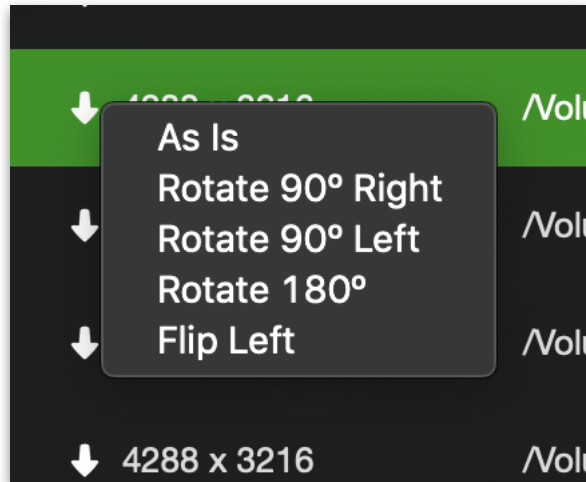 As Is
Rotate 90º Right
Rotate 90º Left
Rotate 180º
Flip Left
4288 x 3216